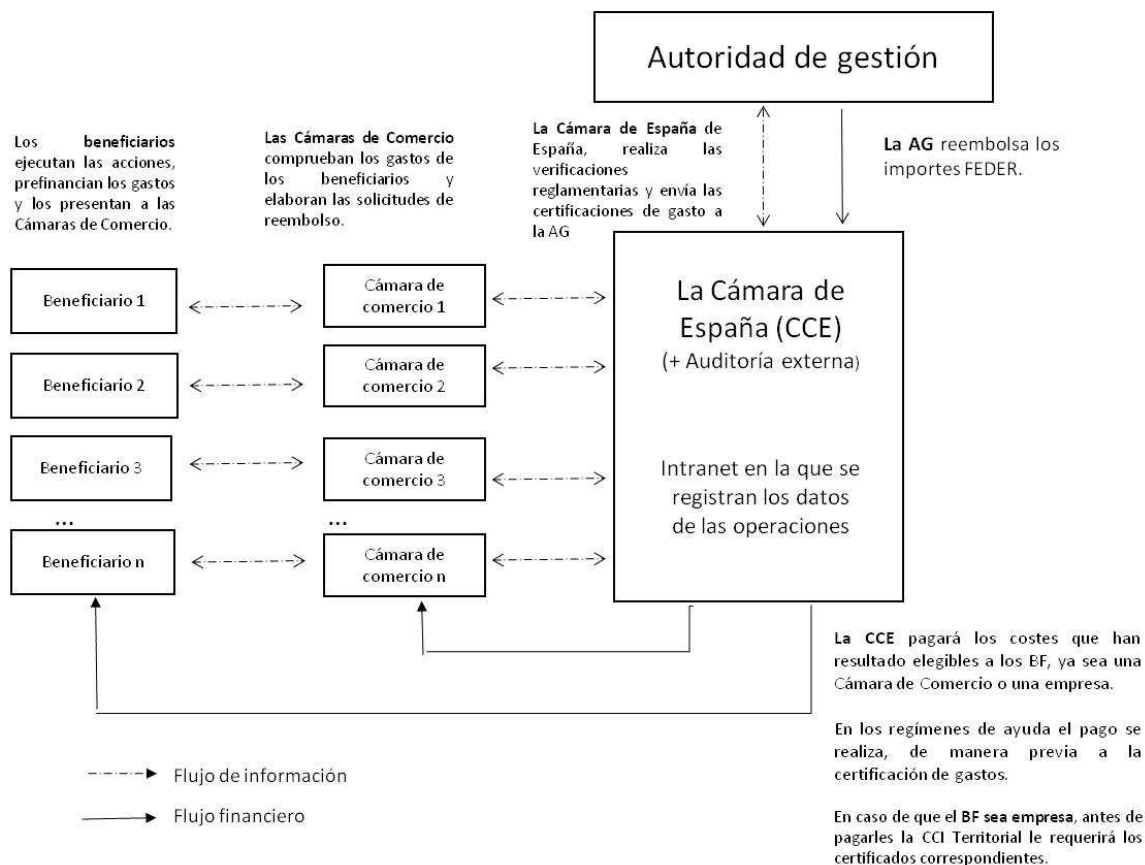 Autoridad de gestión
Los beneficiarios
ejecutan las acciones,
prefinancian los gastos
y los presentan a las
Cámaras de Comercio.
Las Cámaras de Comercio
comprueban los gastos de
los beneficiarios y
elaboran las solicitudes de
reembolso.
La Cámara de España de
España, realiza las
verificaciones
reglamentarias y envía las
certificaciones de gasto a
la AG
La AG reembolsa los
importes FEDER.
Beneficiario 1
Cámara de
comercio 1
Beneficiario 2
Cámara de
comercio 2
Beneficiario 3
Cámara de
comercio 3
...
...
Beneficiario n
Cámara de
comercio n
La Cámara de
España (CCE)
(+ Auditoría externa)
Intranet en la que se
registran los datos
de las operaciones
La CCE pagará los costes que han
resultado elegibles a los BF, ya sea una
Cámara de Comercio o una empresa.
En los regímenes de ayuda el pago se
realiza, de manera previa a la
certificación de gastos.
En caso de que el BF sea empresa, antes de
pagarles la CCI Territorial le requerirá los
certificados correspondientes.
Flujo de información
Flujo financiero